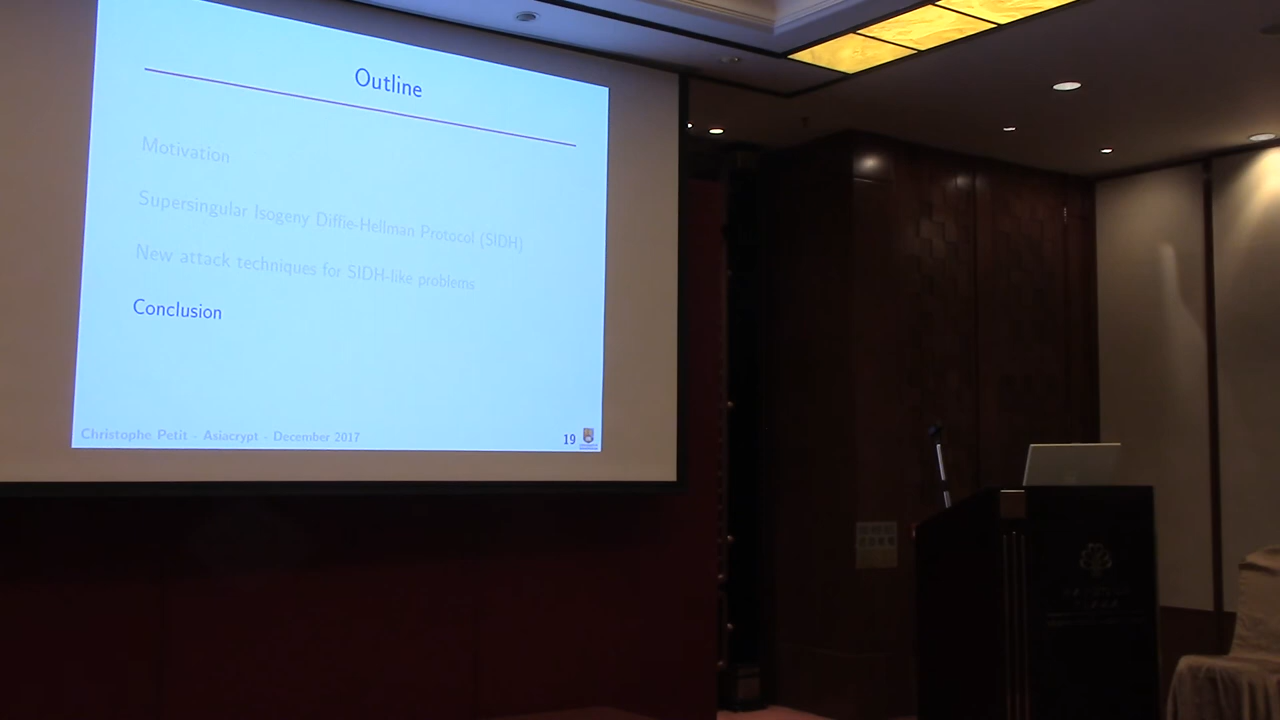 Outline
Motivation
Supersingular Isogeny Diffie-Hellman Protocol (SIDH)
New attack techniques for SIDH-like problems
Conclusion
Christophe Petit - Asiacrypt - December 2017
19